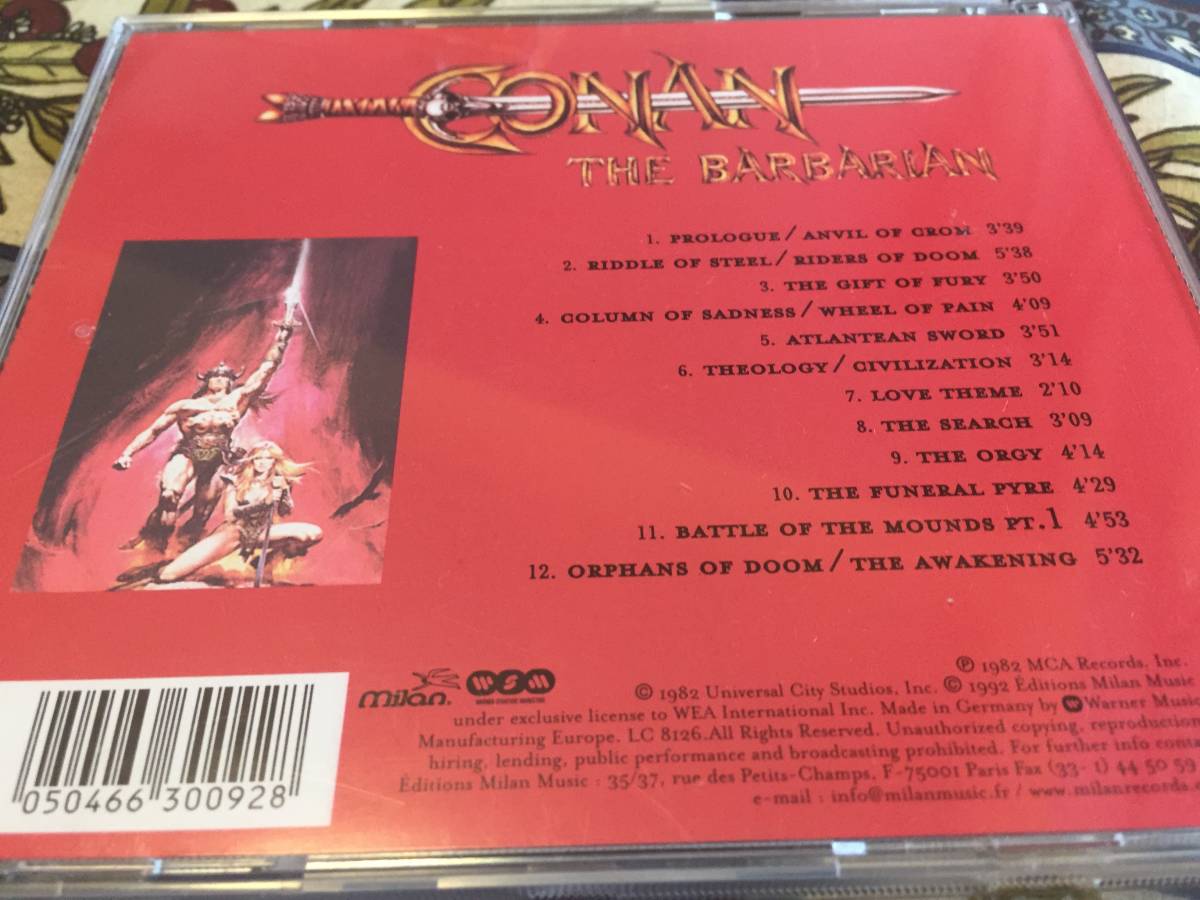 CONAN
THE BARBARIAN
1. PROLOGUE / ANVIL OF CROM 3'39
2. RIDDLE OF STEEL / RIDERS OF DOOM 5'38
3. THE GIFT OF FURY 3'50
4. COLUMN OF SADNESS / WHEEL OF PAIN 4'09
5. ATLANTEAN SWORD 3'51
6. THEOLOGY / CIVILIZATION 3'14
7. LOVE THEME 2'10
8. THE SEARCH 3'09
9. THE ORGY 4'14
10. THE FUNERAL PYRE 4'29
11. BATTLE OF THE MOUNDS PT.1 4'53
12. ORPHANS OF DOOM / THE AWAKENING 5'32
milan. WSM
℗ 1982 MCA Records, Inc.
© 1982 Universal City Studios, Inc. © 1992 Éditions Milan Music
under exclusive license to WEA International Inc. Made in Germany by Warner Music
Manufacturing Europe. LC 8126.All Rights Reserved. Unauthorized copying, reproduction
hiring, lending, public performance and broadcasting prohibited. For further info
Éditions Milan Music : 35/37, rue des Petits-Champs, F-75001 Paris Fax (33-1) 44 50 59
e-mail : info@milanmusic.fr / www.milanrecords.
050466 300928